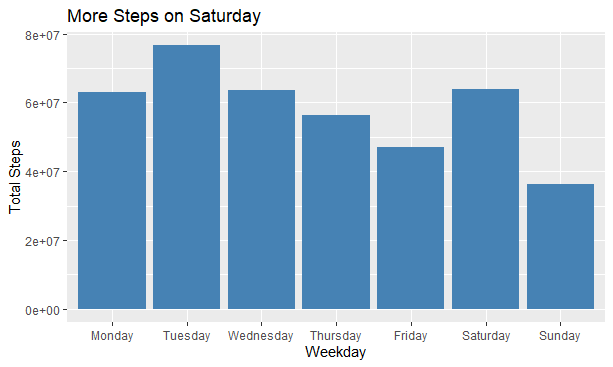 More Steps on Saturday
Total Steps
8e+07
6e+07
4e+07
2e+07
0e+00
Monday Tuesday Wednesday Thursday Friday Saturday Sunday
Weekday